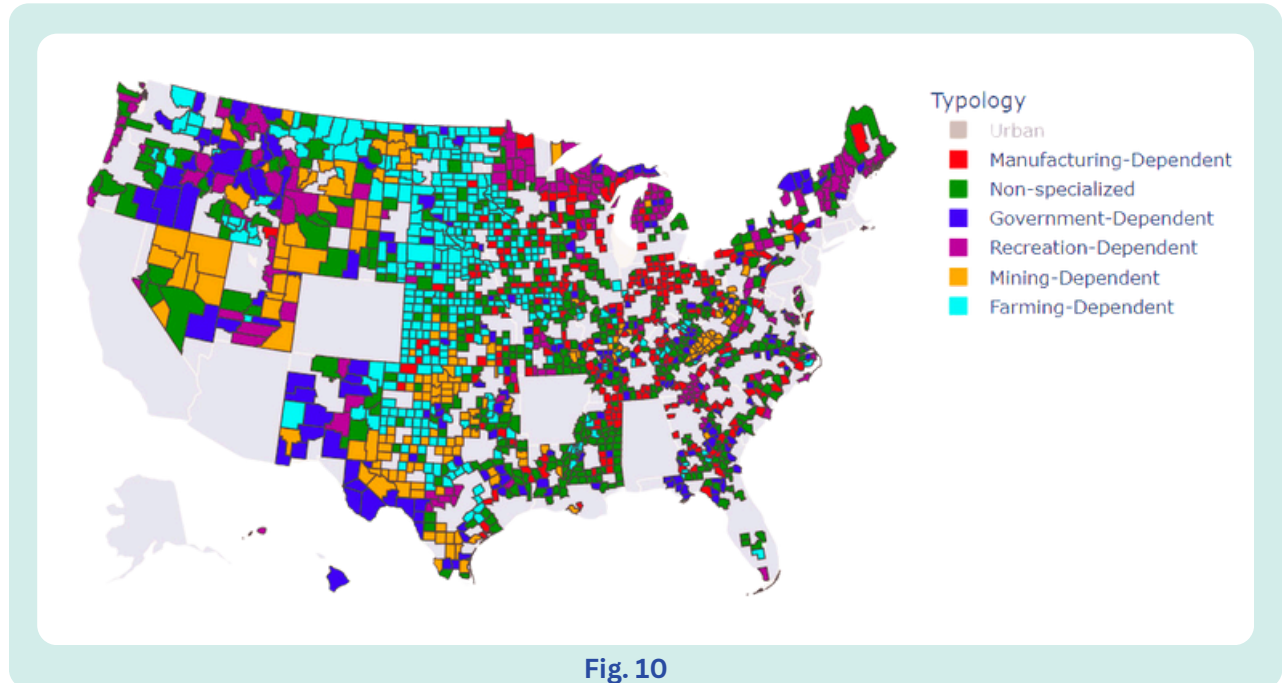 Typology
Urban
Manufacturing-Dependent
Non-specialized
Government-Dependent
Recreation-Dependent
Mining-Dependent
Farming-Dependent
Fig. 10